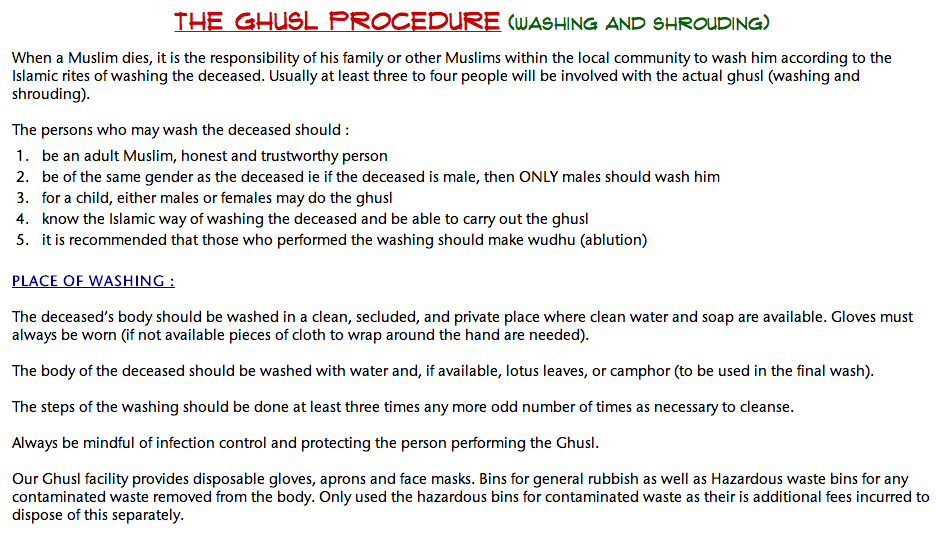 THE GHUSL PROCEDURE (WASHING AND SHROUDING)
When a Muslim dies, it is the responsibility of his family or other Muslims within the local community to wash him according to the
Islamic rites of washing the deceased. Usually at least three to four people will be involved with the actual ghusl (washing and
shrouding).
The persons who may wash the deceased should :
1. be an adult Muslim, honest and trustworthy person
2. be of the same gender as the deceased ie if the deceased is male, then ONLY males should wash him
3. for a child, either males or females may do the ghusl
4. know the Islamic way of washing the deceased and be able to carry out the ghusl
5. it is recommended that those who performed the washing should make wudhu (ablution)
PLACE OF WASHING :
The deceased's body should be washed in a clean, secluded, and private place where clean water and soap are available. Gloves must
always be worn (if not available pieces of cloth to wrap around the hand are needed).
The body of the deceased should be washed with water and, if available, lotus leaves, or camphor (to be used in the final wash).
The steps of the washing should be done at least three times any more odd number of times as necessary to cleanse.
Always be mindful of infection control and protecting the person performing the Ghusl.
Our Ghusl facility provides disposable gloves, aprons and face masks. Bins for general rubbish as well as Hazardous waste bins for any
contaminated waste removed from the body. Only used the hazardous bins for contaminated waste as their is additional fees incurred to
dispose of this separately.